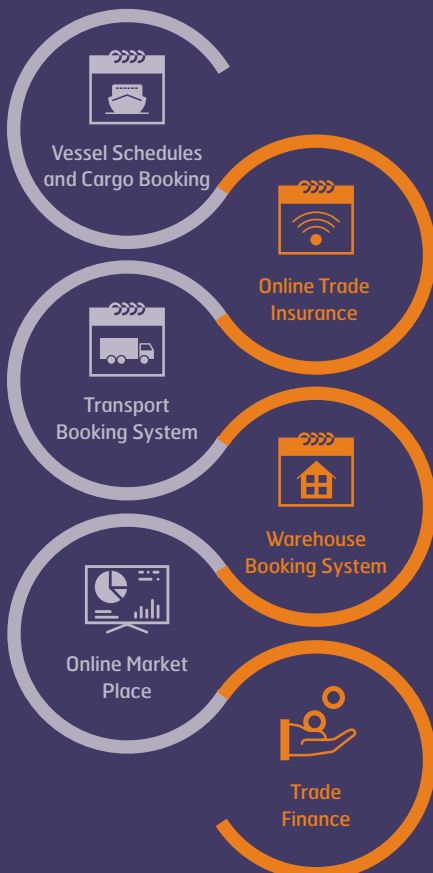 Vessel Schedules
and Cargo Booking
Online Trade
Insurance
Transport
Booking System
Warehouse
Booking System
Online Market
Place
Trade
Finance